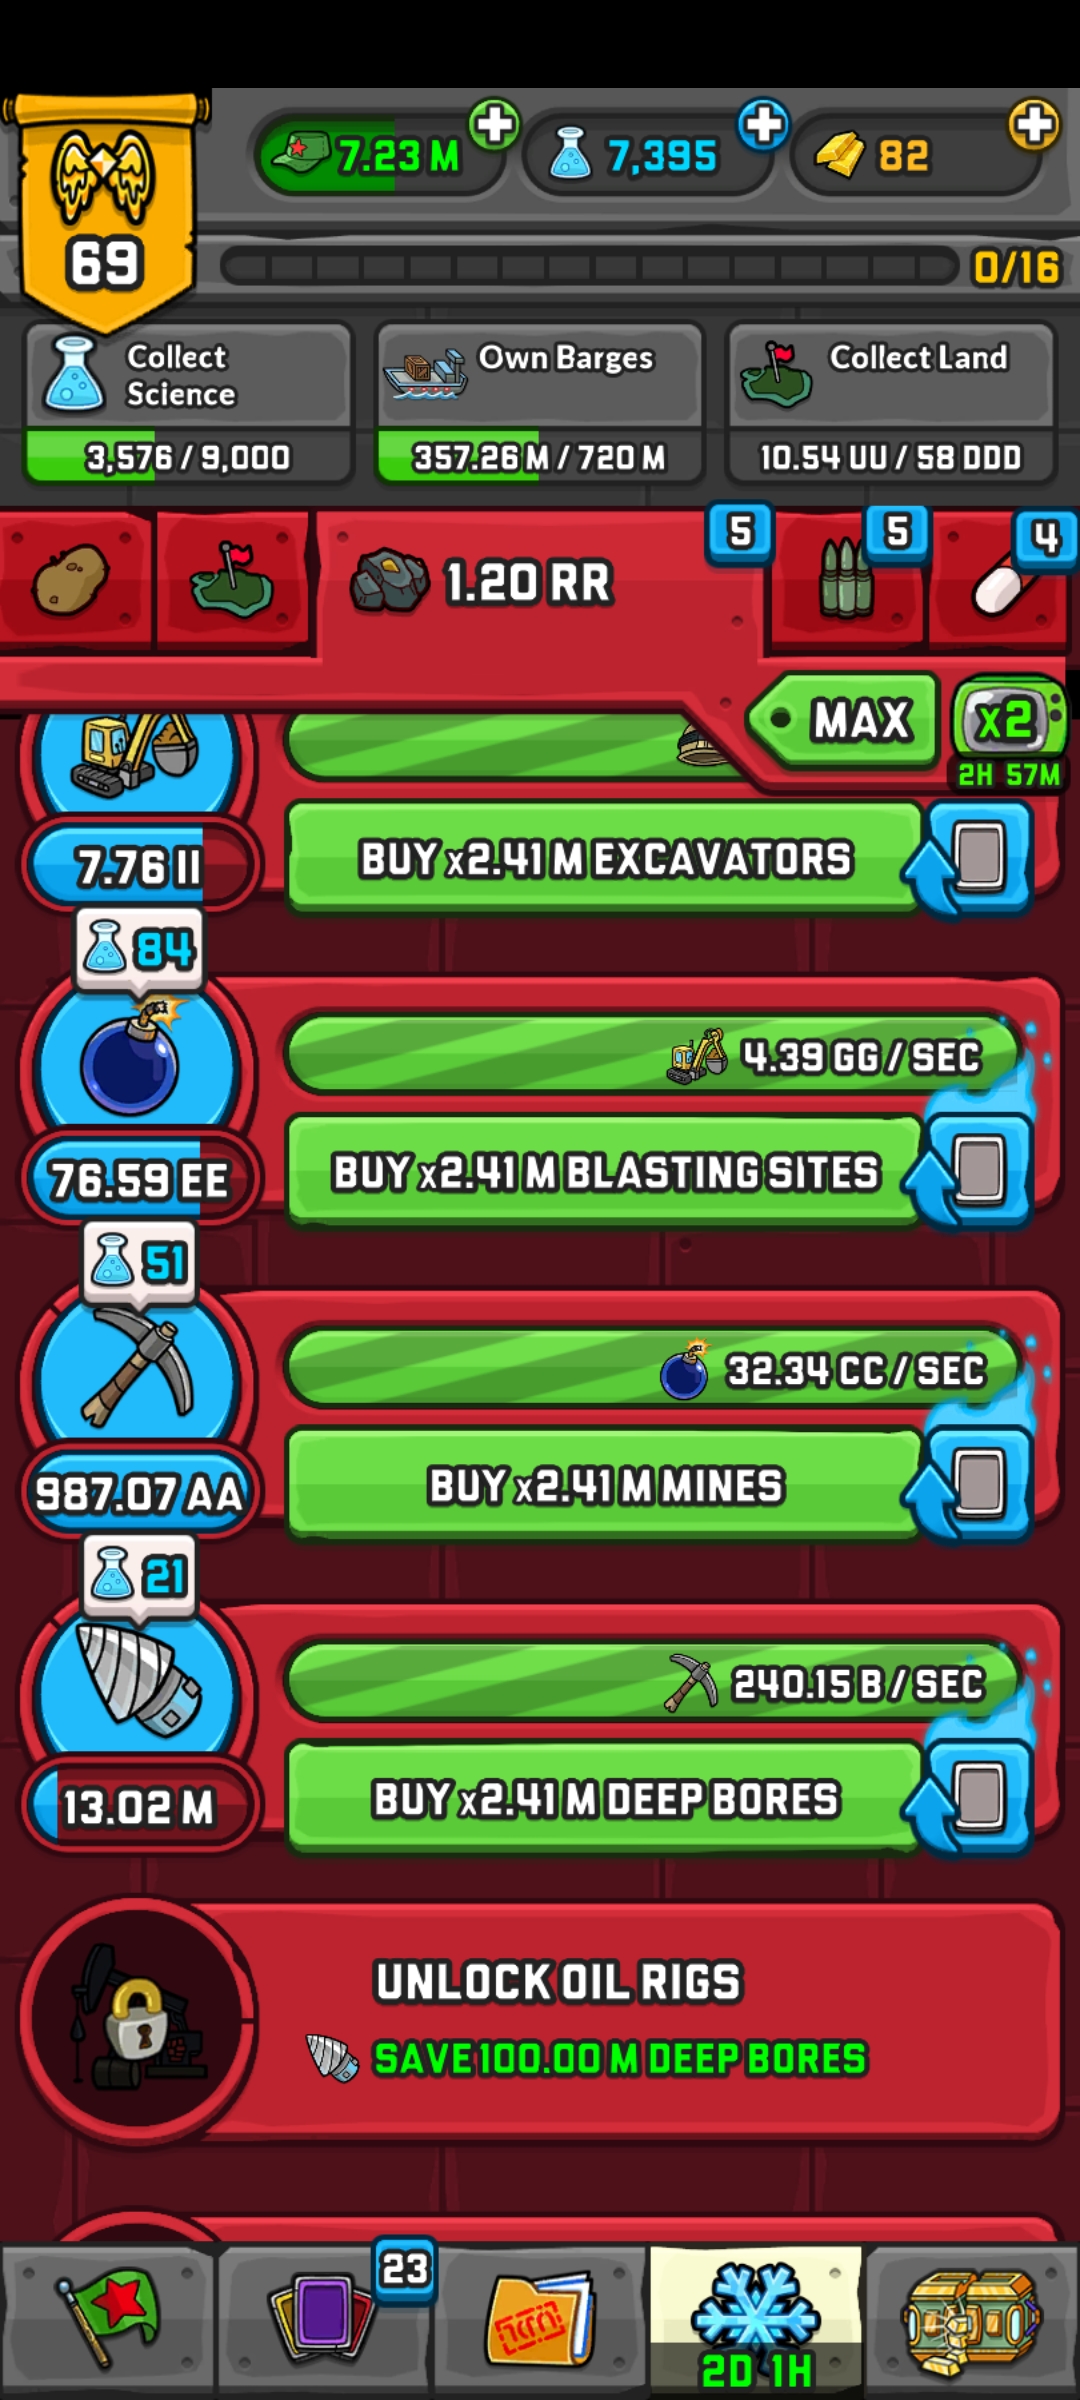 7.23 M
7,395
82
69
0/16
Collect
Science
Own Barges
Collect Land
3,576 / 9,000
357.26 M / 720 M
10.54 UU / 58 DDD
5
5
4
1.20 RR
MAX
x2
2H 57M
7.76 II
BUY x2.41 M EXCAVATORS
84
4.39 GG / SEC
76.59 EE
BUY x2.41 M BLASTING SITES
51
32.34 CC / SEC
987.07 AA
BUY x2.41 M MINES
21
240.15 B / SEC
13.02 M
BUY x2.41 M DEEP BORES
UNLOCK OIL RIGS
SAVE 100.00 M DEEP BORES
23
2D 1H